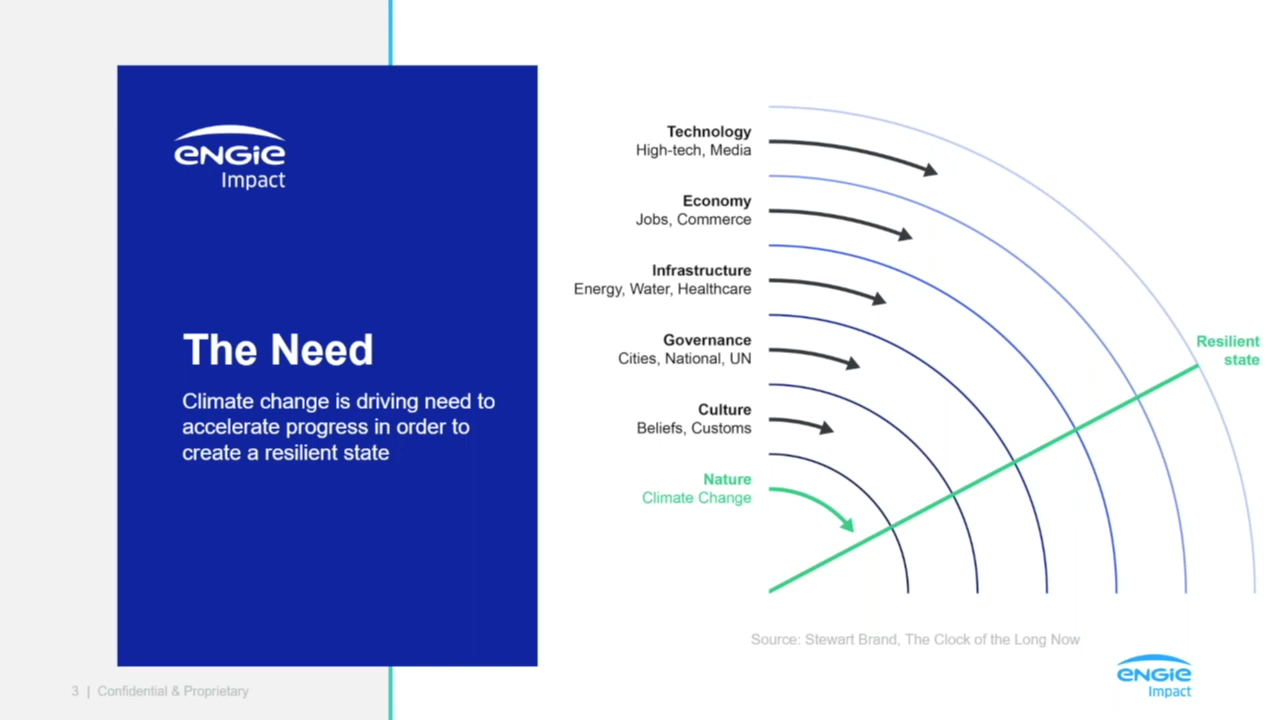 ENGIE
Impact
The Need
Climate change is driving need to
accelerate progress in order to
create a resilient state
Technology
High-tech, Media
Economy
Jobs, Commerce
Infrastructure
Energy, Water, Healthcare
Governance
Cities, National, UN
Culture
Beliefs, Customs
Nature
Climate Change
Resilient
state
Source: Stewart Brand, The Clock of the Long Now
3 | Confidential & Proprietary
ENGIE
Impact